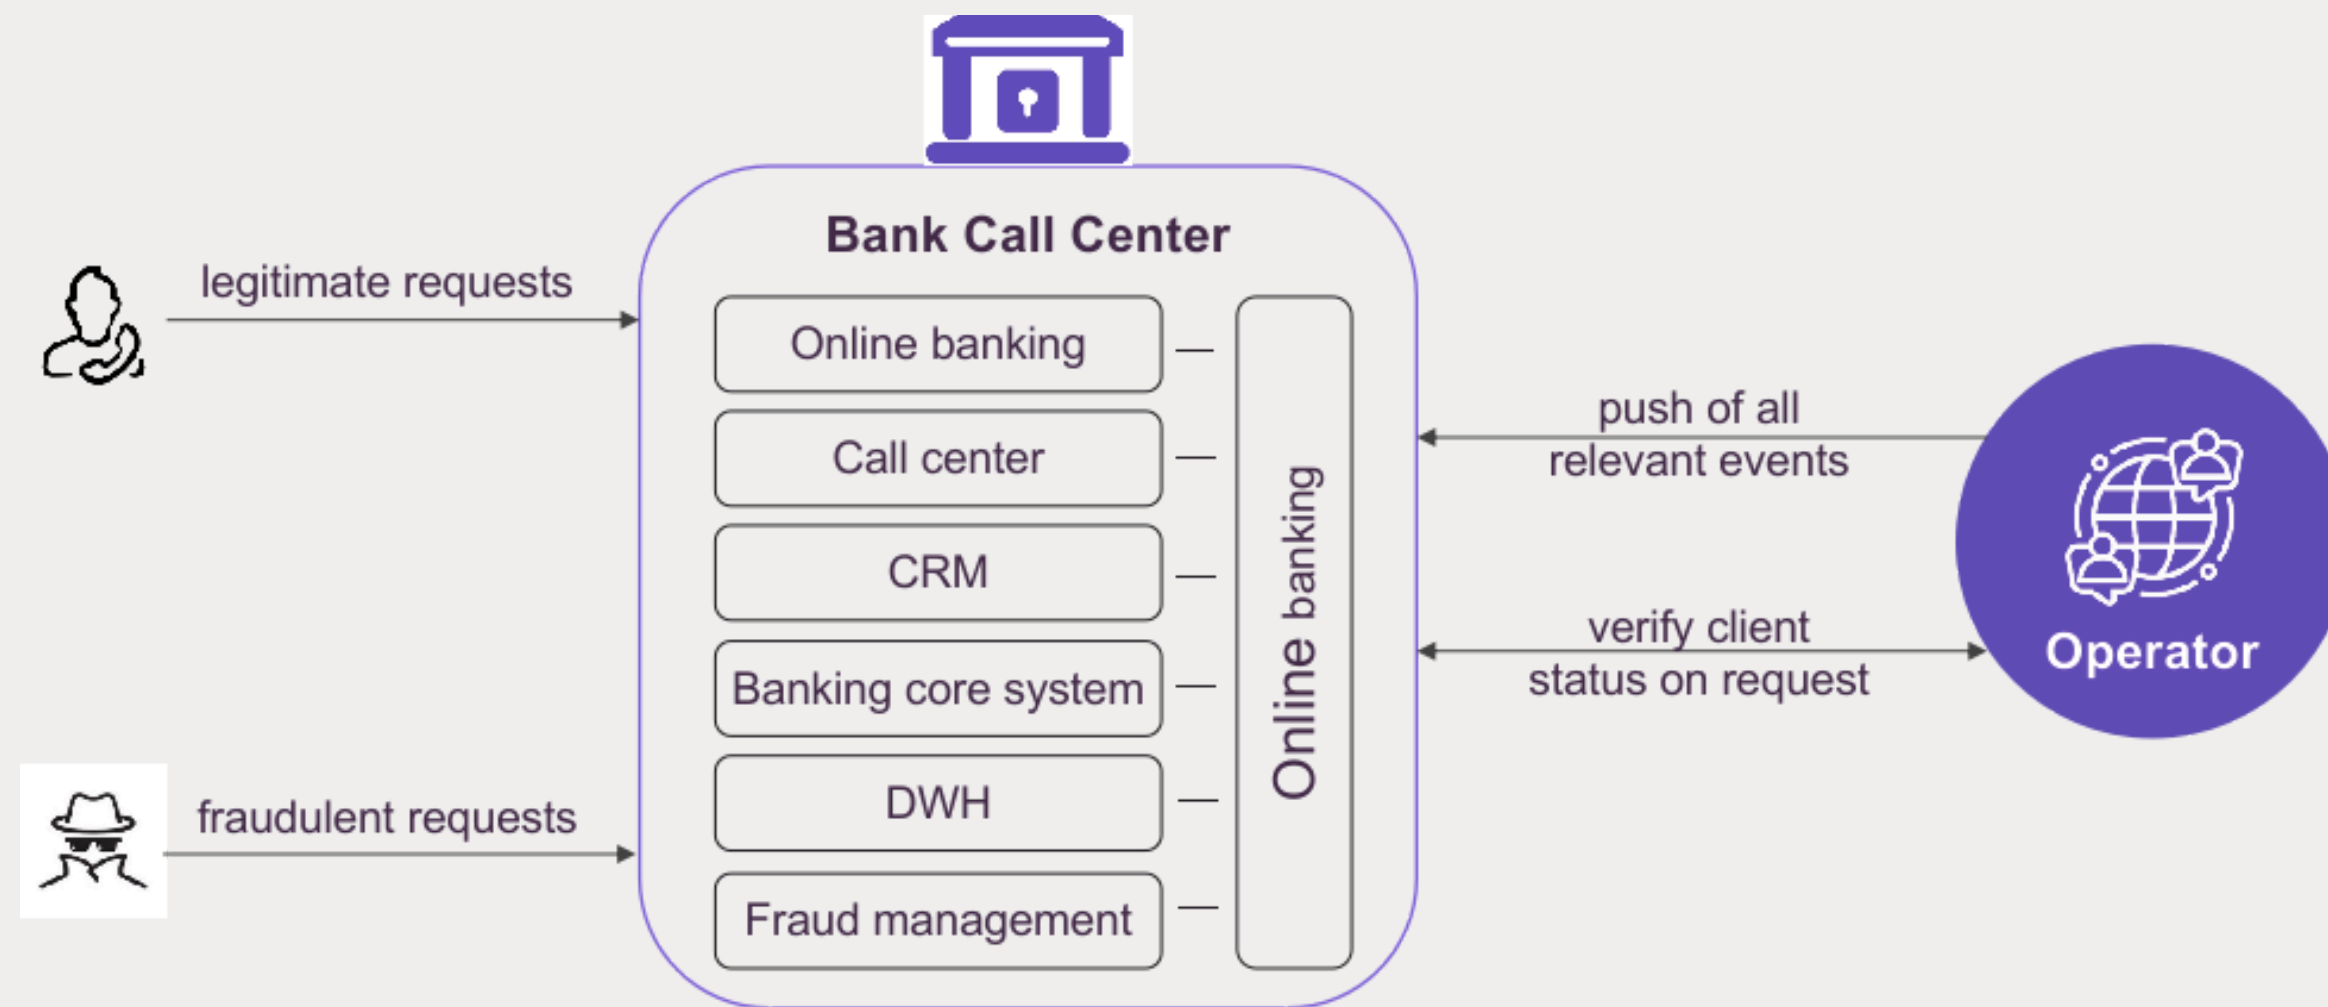 Bank Call Center
legitimate requests
fraudulent requests
Online banking
Call center
CRM
Banking core system
DWH
Fraud management
Online banking
push of all
relevant events
verify client
status on request
Operator